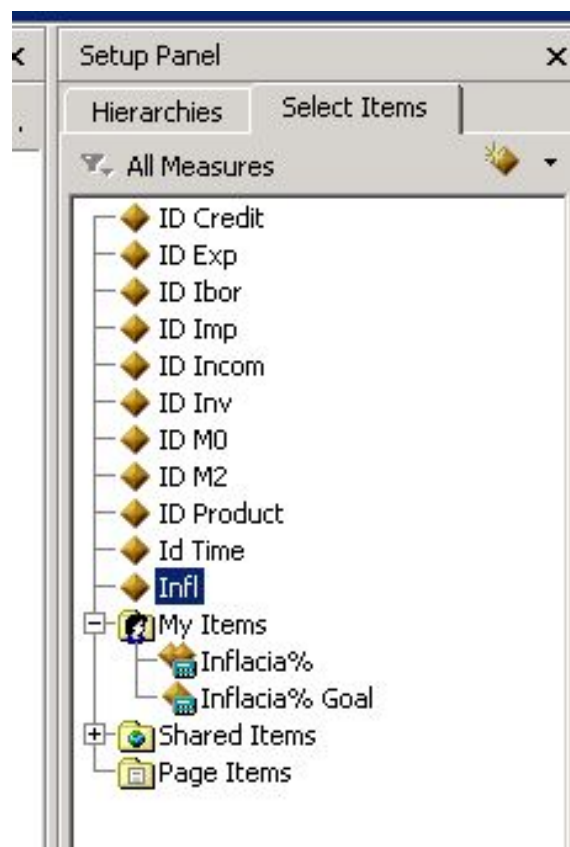 Setup Panel
Hierarchies Select Items
All Measures
ID Credit
ID Exp
ID Ibor
ID Imp
ID Incom
ID Inv
ID M0
ID M2
ID Product
Id Time
Infl
My Items
Inflacia%
Inflacia% Goal
Shared Items
Page Items